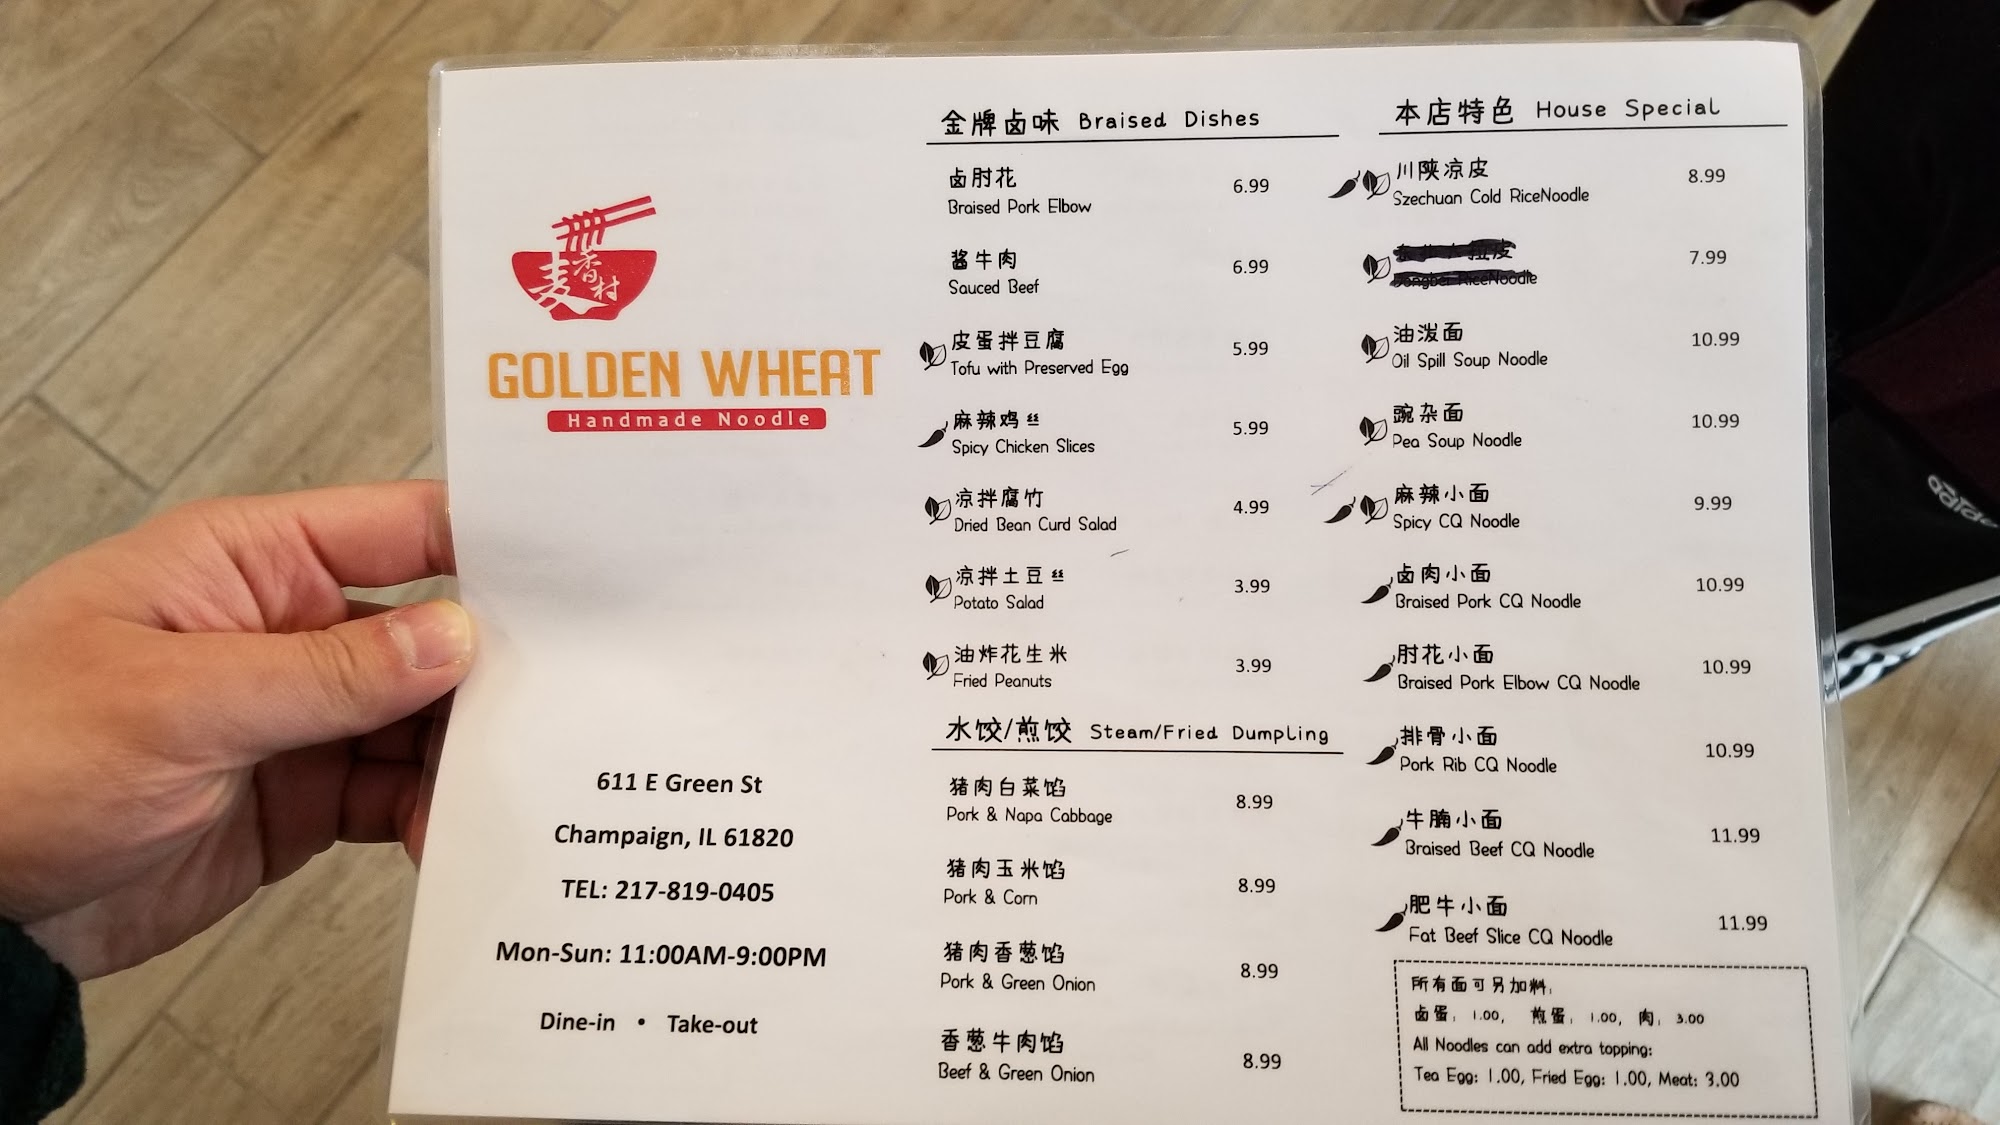 麦香村
GOLDEN WHEAT
Handmade Noodle
611 E Green St
Champaign, IL 61820
TEL: 217-819-0405
Mon-Sun: 11:00AM-9:00PM
Dine-in • Take-out
金牌卤味 Braised Dishes
卤肘花
Braised Pork Elbow 6.99
酱牛肉
Sauced Beef 6.99
皮蛋拌豆腐
Tofu with Preserved Egg 5.99
麻辣鸡丝
Spicy Chicken Slices 5.99
凉拌腐竹
Dried Bean Curd Salad 4.99
凉拌土豆丝
Potato Salad 3.99
油炸花生米
Fried Peanuts 3.99
水饺/煎饺 Steam/Fried Dumpling
猪肉白菜馅
Pork & Napa Cabbage 8.99
猪肉玉米馅
Pork & Corn 8.99
猪肉香葱馅
Pork & Green Onion 8.99
香葱牛肉馅
Beef & Green Onion 8.99
本店特色 House Special
川陕凉皮
Szechuan Cold RiceNoodle 8.99
拉皮
Dongbei RiceNoodle 7.99
油泼面
Oil Spill Soup Noodle 10.99
豌杂面
Pea Soup Noodle 10.99
麻辣小面
Spicy CQ Noodle 9.99
卤肉小面
Braised Pork CQ Noodle 10.99
肘花小面
Braised Pork Elbow CQ Noodle 10.99
排骨小面
Pork Rib CQ Noodle 10.99
牛腩小面
Braised Beef CQ Noodle 11.99
肥牛小面
Fat Beef Slice CQ Noodle 11.99
所有面可另加料：
卤蛋：1.00， 煎蛋：1.00，肉：3.00
All Noodles can add extra topping:
Tea Egg: 1.00, Fried Egg: 1.00, Meat: 3.00
adidas